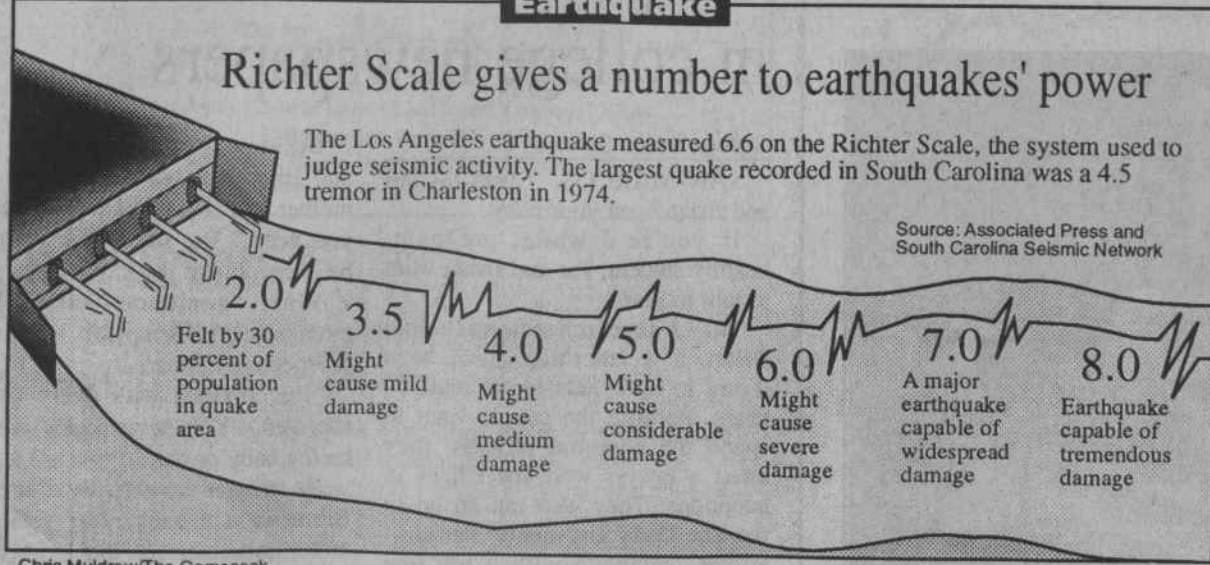 Earthquake
Richter Scale gives a number to earthquakes' power
The Los Angeles earthquake measured 6.6 on the Richter Scale, the system used to
judge seismic activity. The largest quake recorded in South Carolina was a 4.5
tremor in Charleston in 1974.
Source: Associated Press and
South Carolina Seismic Network
2.0
Felt by 30
percent of
population
in quake
area
3.5
Might
cause mild
damage
4.0
Might
cause
medium
damage
5.0
Might
cause
considerable
damage
6.0
Might
cause
severe
damage
7.0
A major
earthquake
capable of
widespread
damage
8.0
Earthquake
capable of
tremendous
damage
Chris Muldrow/The Gamecock